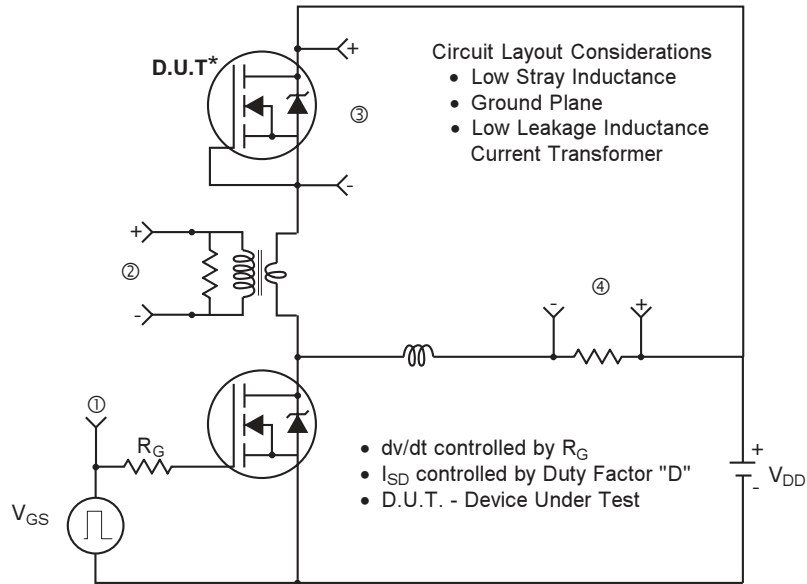 D.U.T*
+
③
-
Circuit Layout Considerations
• Low Stray Inductance
• Ground Plane
• Low Leakage Inductance
Current Transformer
+
②
-
④
-
+
①
R_G
V_GS
• dv/dt controlled by R_G
• I_SD controlled by Duty Factor "D"
• D.U.T. - Device Under Test
+
-
V_DD